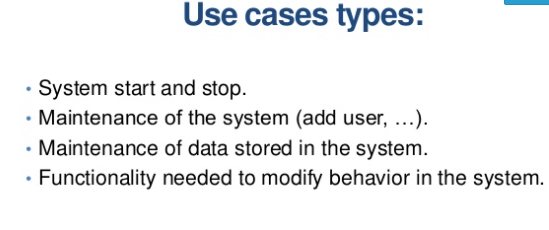 Use cases types:
• System start and stop.
• Maintenance of the system (add user, …).
• Maintenance of data stored in the system.
• Functionality needed to modify behavior in the system.